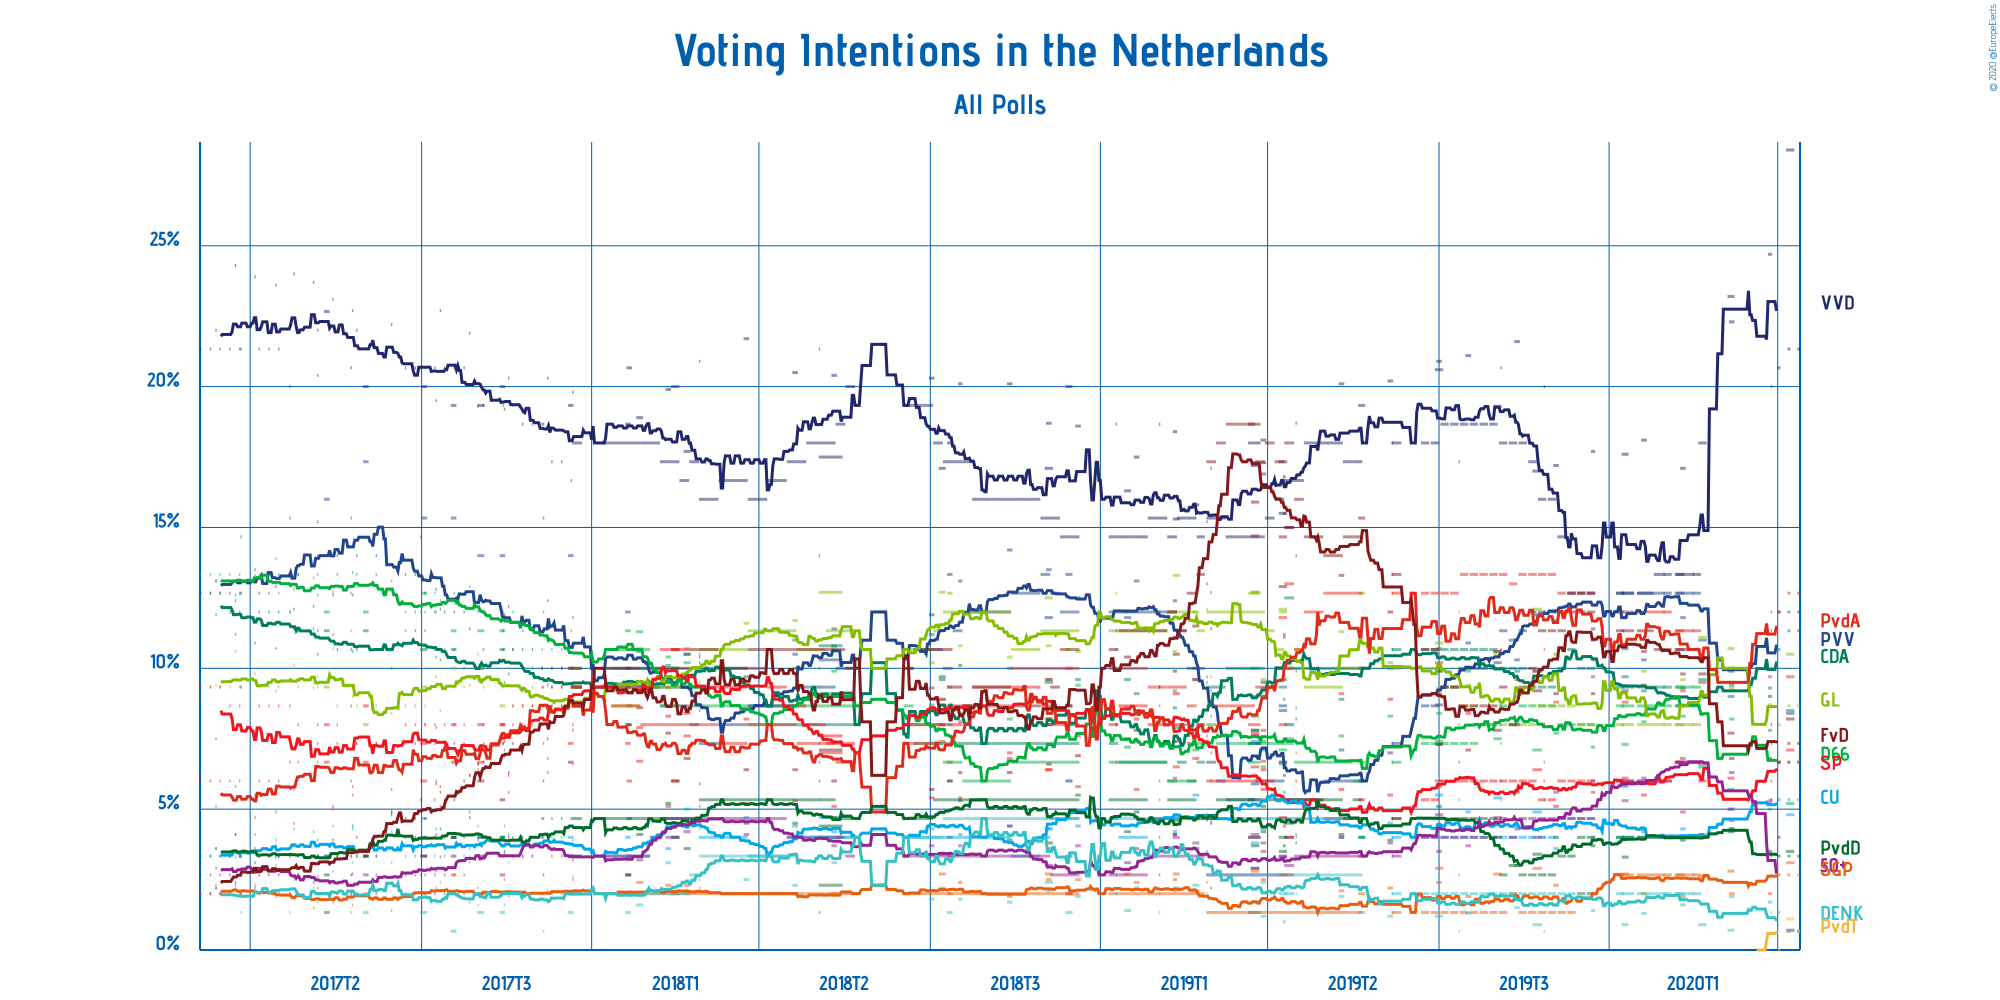 © 2020 @EuropeElects
Voting Intentions in the Netherlands
All Polls
25%
20%
15%
10%
5%
0%
VVD
PvdA
PVV
CDA
GL
FvD
D66
SP
CU
PvdD
50+
SGP
DENK
PvdT
2017T2
2017T3
2018T1
2018T2
2018T3
2019T1
2019T2
2019T3
2020T1